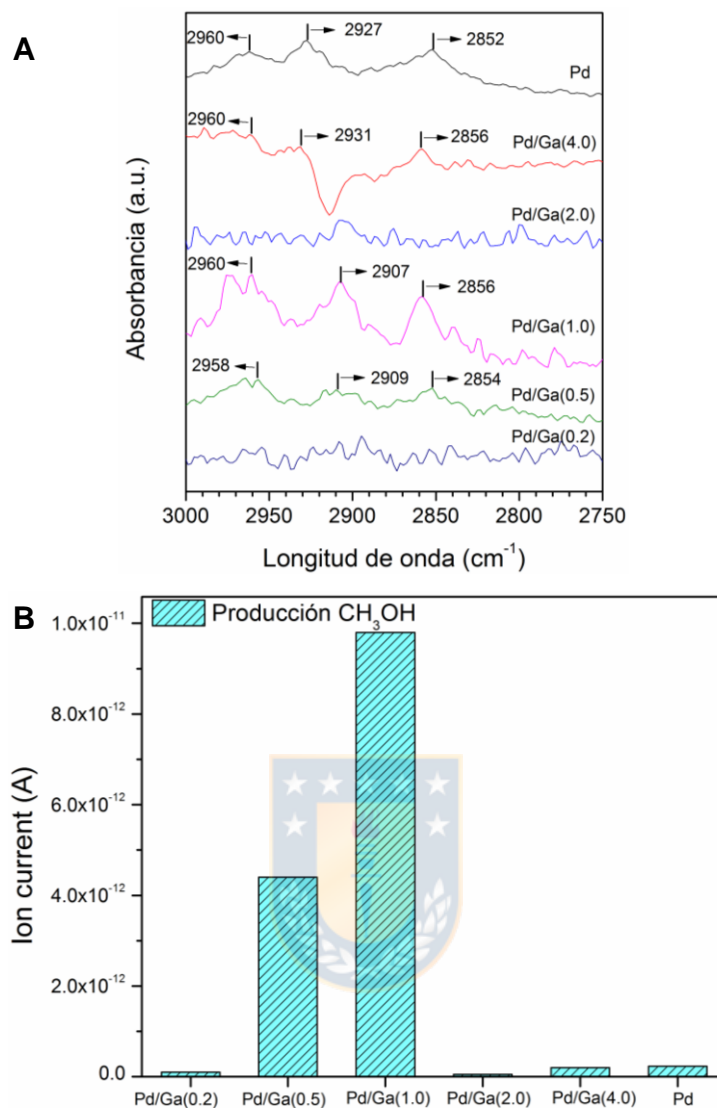 A
2960
2927
2852
Pd
2960
2931
2856
Pd/Ga(4.0)
Pd/Ga(2.0)
2960
2907
2856
Pd/Ga(1.0)
2958
2909
2854
Pd/Ga(0.5)
Pd/Ga(0.2)
Absorbancia (a.u.)
3000 2950 2900 2850 2800 2750
Longitud de onda (cm⁻¹)
B
Producción CH₃OH
1.0x10⁻¹¹
8.0x10⁻¹²
6.0x10⁻¹²
4.0x10⁻¹²
2.0x10⁻¹²
0.0
Ion current (A)
Pd/Ga(0.2) Pd/Ga(0.5) Pd/Ga(1.0) Pd/Ga(2.0) Pd/Ga(4.0) Pd